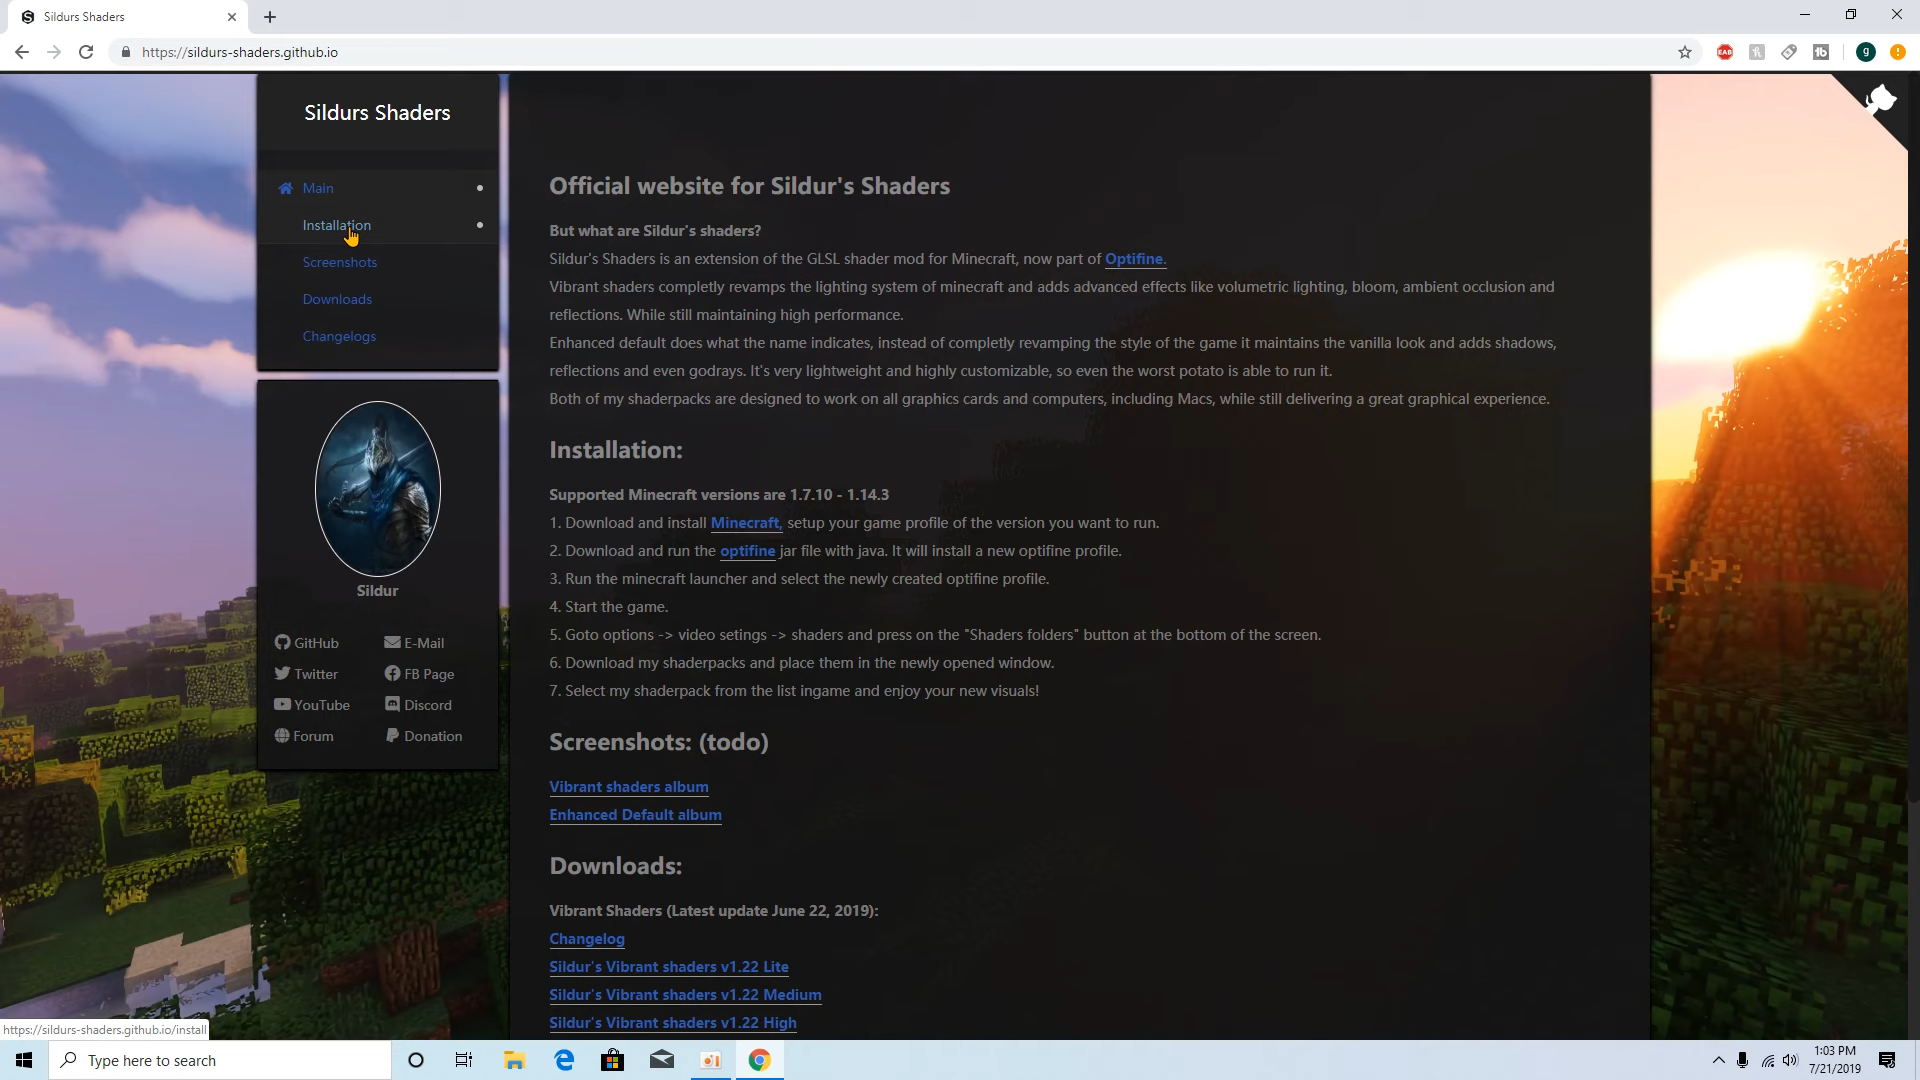 Sildurs Shaders
https://sildurs-shaders.github.io
EAB
tb
g
Sildurs Shaders
Main
Installation
Screenshots
Downloads
Changelogs
Sildur
GitHub E-Mail
Twitter FB Page
YouTube Discord
Forum Donation
Official website for Sildur's Shaders
But what are Sildur's shaders?
Sildur's Shaders is an extension of the GLSL shader mod for Minecraft, now part of Optifine.
Vibrant shaders completly revamps the lighting system of minecraft and adds advanced effects like volumetric lighting, bloom, ambient occlusion and
reflections. While still maintaining high performance.
Enhanced default does what the name indicates, instead of completly revamping the style of the game it maintains the vanilla look and adds shadows,
reflections and even godrays. It's very lightweight and highly customizable, so even the worst potato is able to run it.
Both of my shaderpacks are designed to work on all graphics cards and computers, including Macs, while still delivering a great graphical experience.
Installation:
Supported Minecraft versions are 1.7.10 - 1.14.3
1. Download and install Minecraft, setup your game profile of the version you want to run.
2. Download and run the optifine jar file with java. It will install a new optifine profile.
3. Run the minecraft launcher and select the newly created optifine profile.
4. Start the game.
5. Goto options -> video setings -> shaders and press on the "Shaders folders" button at the bottom of the screen.
6. Download my shaderpacks and place them in the newly opened window.
7. Select my shaderpack from the list ingame and enjoy your new visuals!
Screenshots: (todo)
Vibrant shaders album
Enhanced Default album
Downloads:
Vibrant Shaders (Latest update June 22, 2019):
Changelog
Sildur's Vibrant shaders v1.22 Lite
Sildur's Vibrant shaders v1.22 Medium
Sildur's Vibrant shaders v1.22 High
https://sildurs-shaders.github.io/install
Type here to search
1:03 PM
7/21/2019